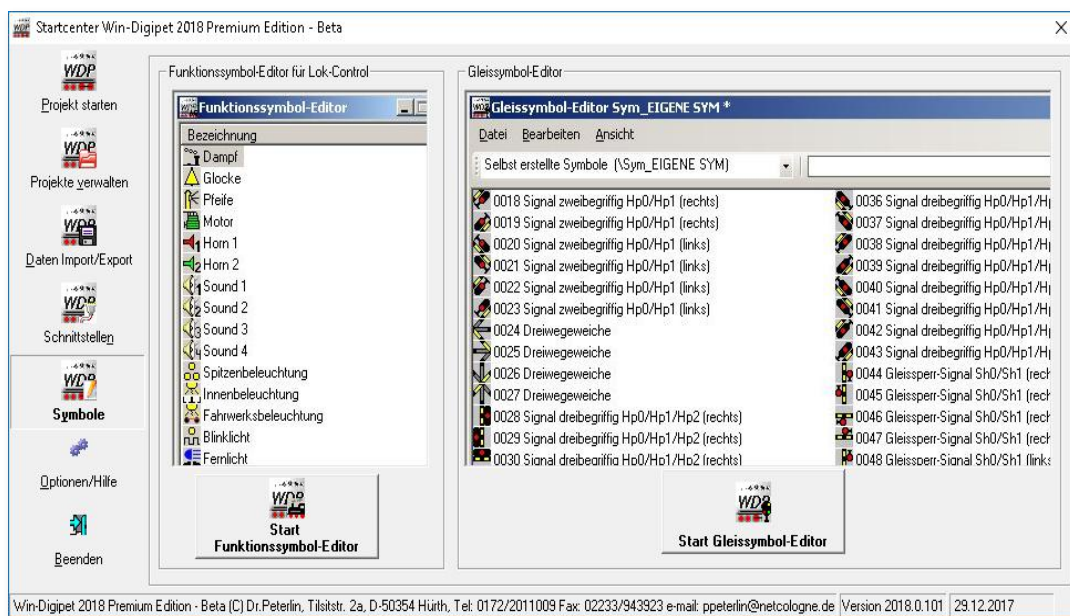 Startcenter Win-Digipet 2018 Premium Edition - Beta
WDP
Projekt starten
WDP
Projekte verwalten
WDP
Daten Import/Export
WDP
Schnittstellen
WDP
Symbole
Optionen/Hilfe
Beenden
Funktionssymbol-Editor für Lok-Control
Funktionssymbol-Editor
Bezeichnung
Dampf
Glocke
Pfeife
Motor
1 Horn 1
2 Horn 2
1 Sound 1
2 Sound 2
3 Sound 3
4 Sound 4
Spitzenbeleuchtung
Innenbeleuchtung
Fahrwerksbeleuchtung
Blinklicht
Fernlicht
WDP
Start
Funktionssymbol-Editor
Gleissymbol-Editor
Gleissymbol-Editor Sym_EIGENE SYM *
Datei Bearbeiten Ansicht
Selbst erstellte Symbole (\Sym_EIGENE SYM)
0018 Signal zweibegriffig Hp0/Hp1 (rechts)
0019 Signal zweibegriffig Hp0/Hp1 (rechts)
0020 Signal zweibegriffig Hp0/Hp1 (links)
0021 Signal zweibegriffig Hp0/Hp1 (links)
0022 Signal zweibegriffig Hp0/Hp1 (links)
0023 Signal zweibegriffig Hp0/Hp1 (links)
0024 Dreiwegeweiche
0025 Dreiwegeweiche
0026 Dreiwegeweiche
0027 Dreiwegeweiche
0028 Signal dreibegriffig Hp0/Hp1/Hp2 (rechts)
0029 Signal dreibegriffig Hp0/Hp1/Hp2 (rechts)
0030 Signal dreibegriffig Hp0/Hp1/Hp2 (rechts)
0036 Signal dreibegriffig Hp0/Hp1/Hp
0037 Signal dreibegriffig Hp0/Hp1/Hp
0038 Signal dreibegriffig Hp0/Hp1/Hp
0039 Signal dreibegriffig Hp0/Hp1/Hp
0040 Signal dreibegriffig Hp0/Hp1/Hp
0041 Signal dreibegriffig Hp0/Hp1/Hp
0042 Signal dreibegriffig Hp0/Hp1/Hp
0043 Signal dreibegriffig Hp0/Hp1/Hp
0044 Gleissperr-Signal Sh0/Sh1 (rech
0045 Gleissperr-Signal Sh0/Sh1 (rech
0046 Gleissperr-Signal Sh0/Sh1 (rech
0047 Gleissperr-Signal Sh0/Sh1 (rech
0048 Gleissperr-Signal Sh0/Sh1 (links
WDP
Start Gleissymbol-Editor
Win-Digipet 2018 Premium Edition - Beta (C) Dr.Peterlin, Tilsitstr. 2a, D-50354 Hürth, Tel: 0172/2011009 Fax: 02233/943923 e-mail: ppeterlin@netcologne.de Version 2018.0.101 29.12.2017